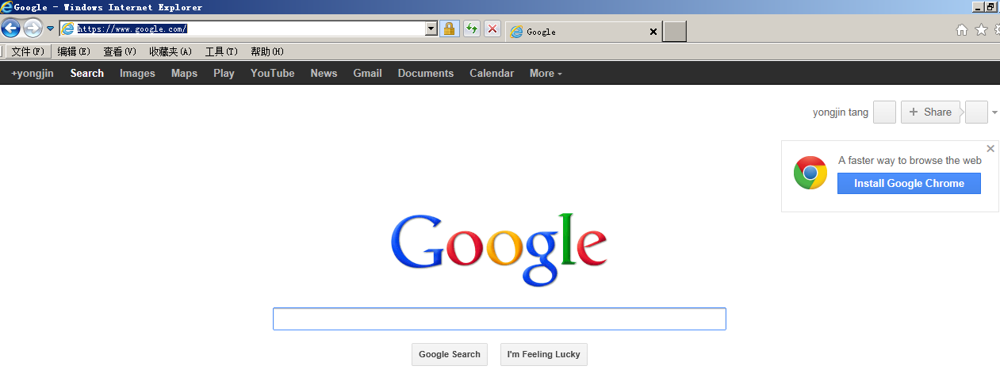 Google - Windows Internet Explorer
https://www.google.com/
Google
文件(F) 编辑(E) 查看(V) 收藏夹(A) 工具(T) 帮助(H)
+yongjin Search Images Maps Play YouTube News Gmail Documents Calendar More
yongjin tang + Share
A faster way to browse the web
Install Google Chrome
Google
Google Search I'm Feeling Lucky